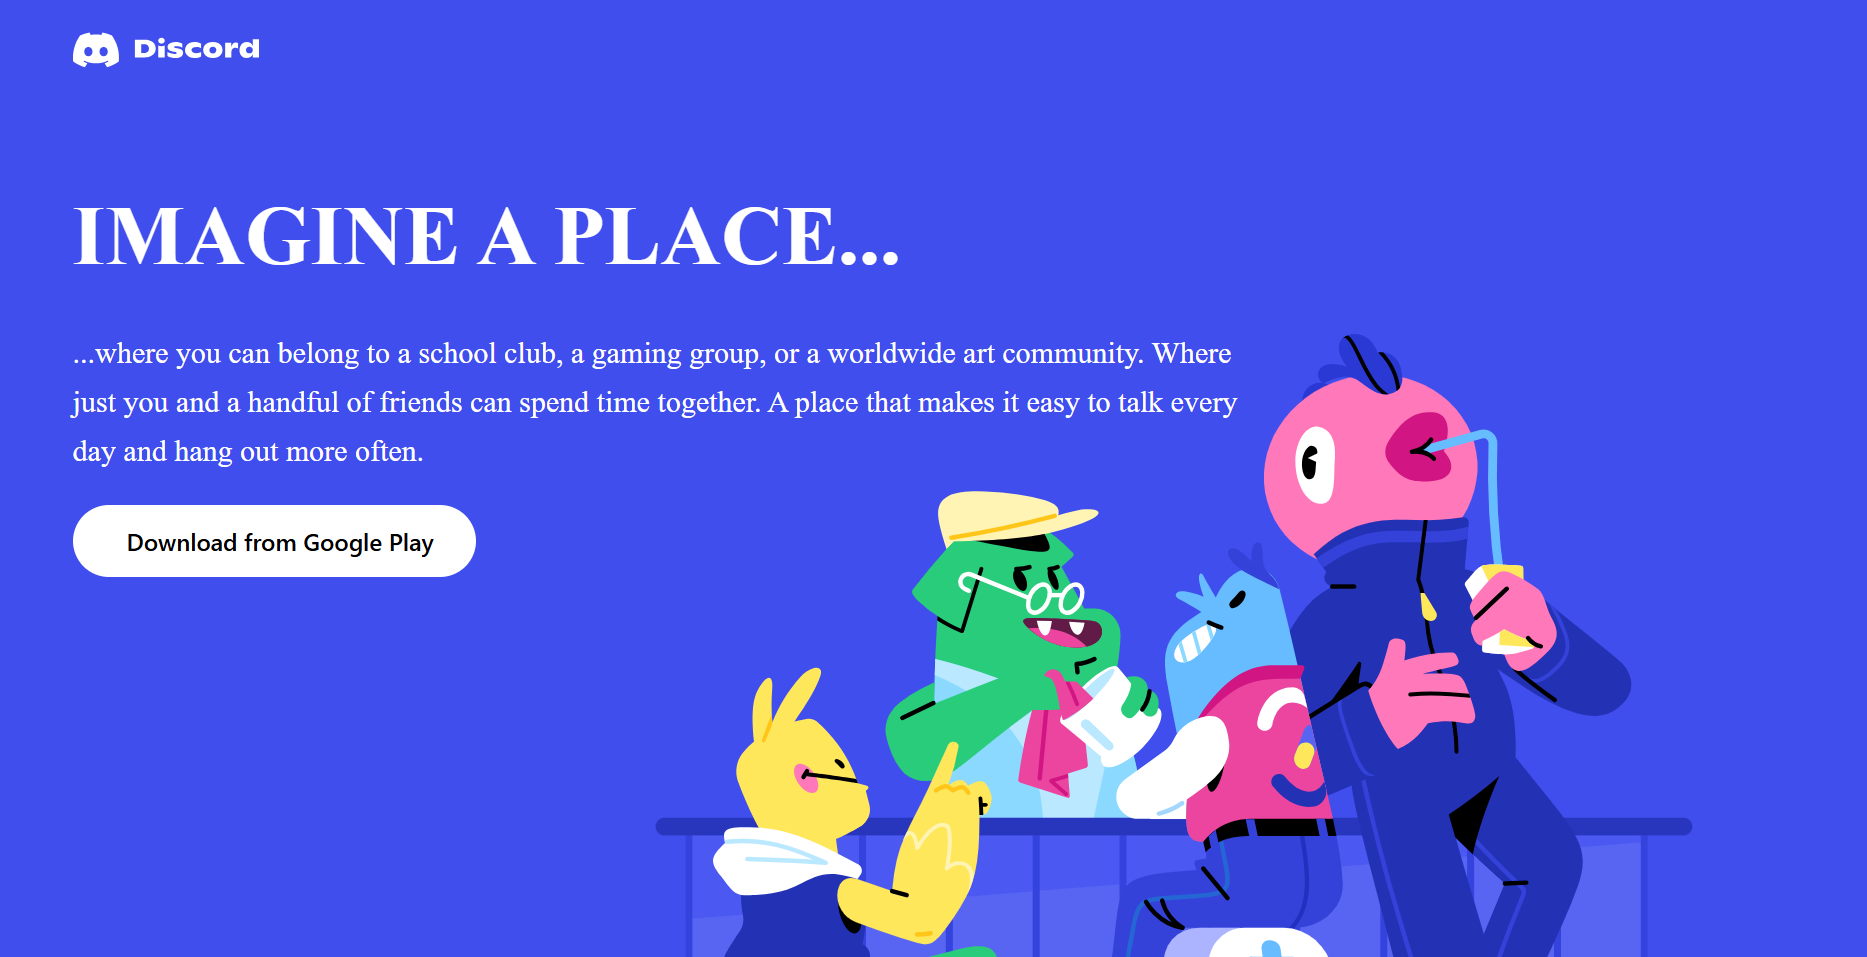 Discord
IMAGINE A PLACE...
...where you can belong to a school club, a gaming group, or a worldwide art community. Where
just you and a handful of friends can spend time together. A place that makes it easy to talk every
day and hang out more often.
Download from Google Play